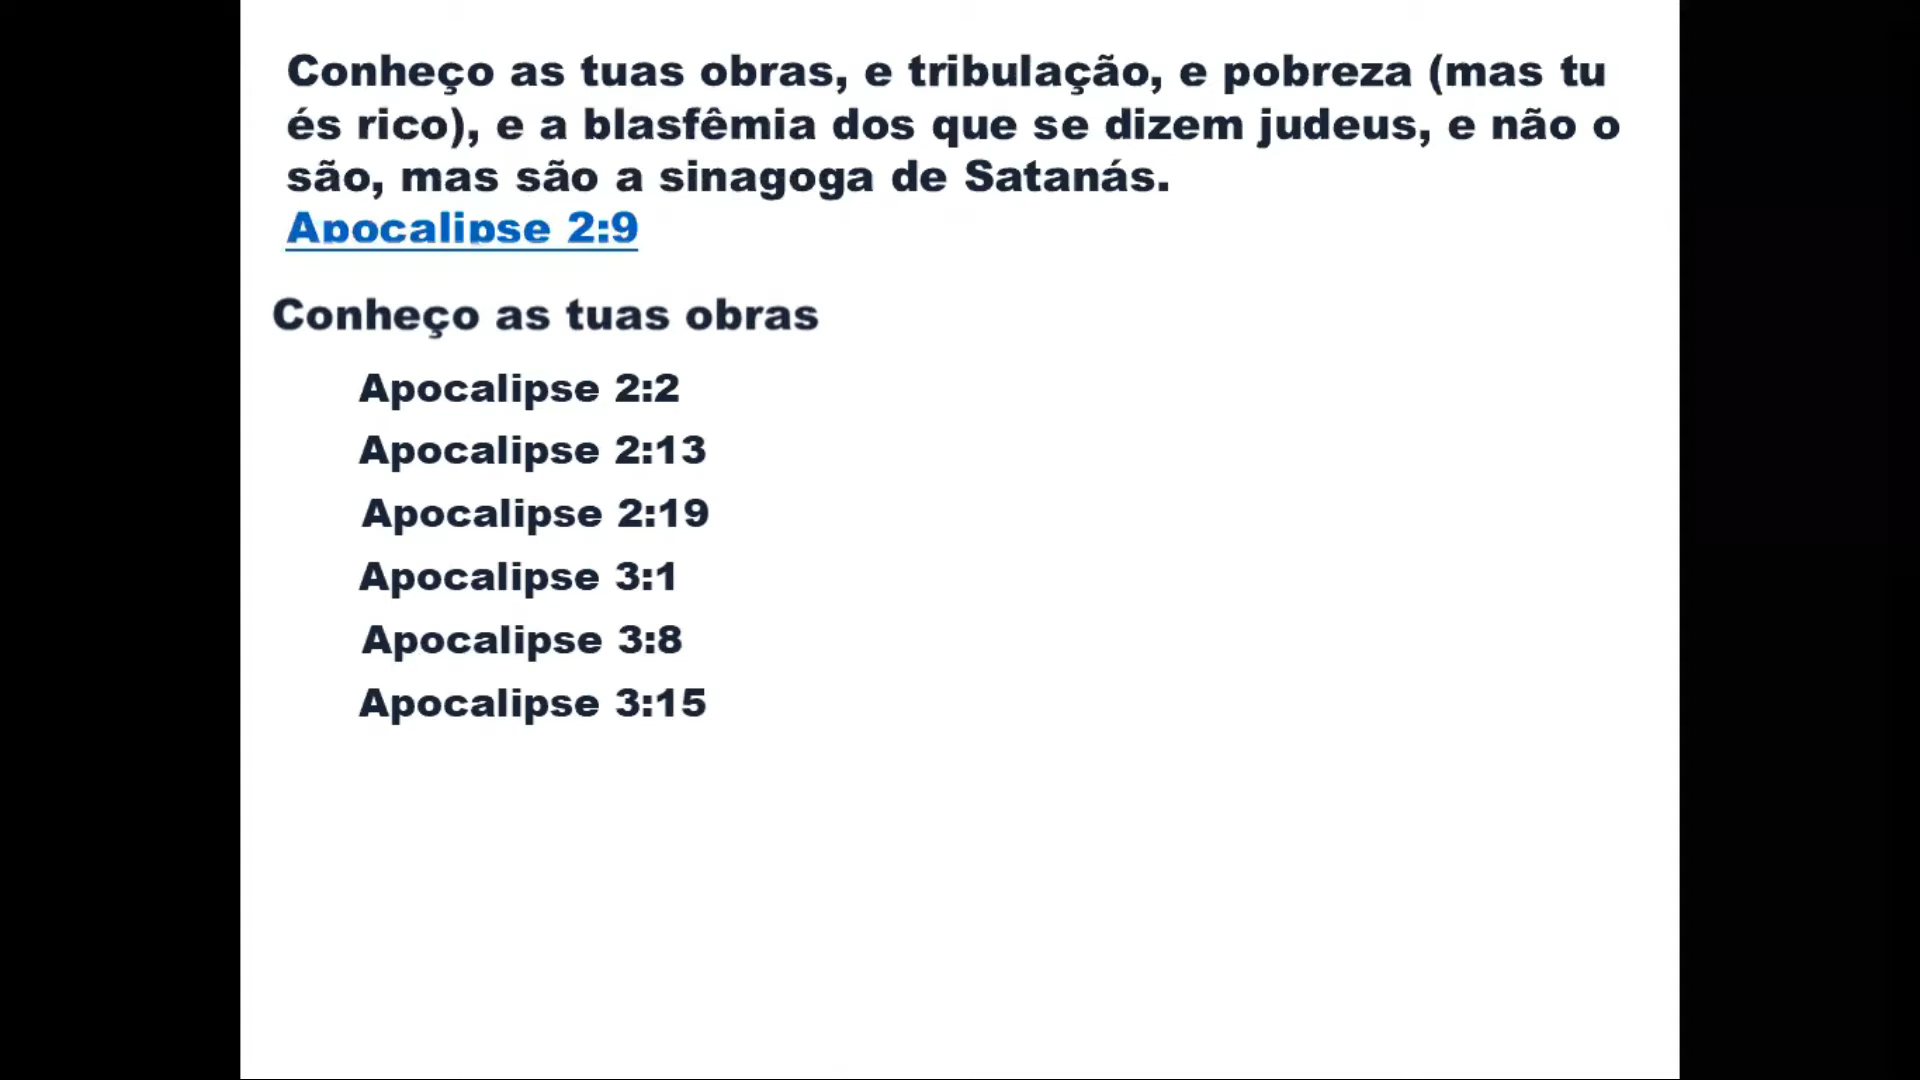 Conheço as tuas obras, e tribulação, e pobreza (mas tu
és rico), e a blasfêmia dos que se dizem judeus, e não o
são, mas são a sinagoga de Satanás.
Apocalipse 2:9
Conheço as tuas obras
Apocalipse 2:2
Apocalipse 2:13
Apocalipse 2:19
Apocalipse 3:1
Apocalipse 3:8
Apocalipse 3:15